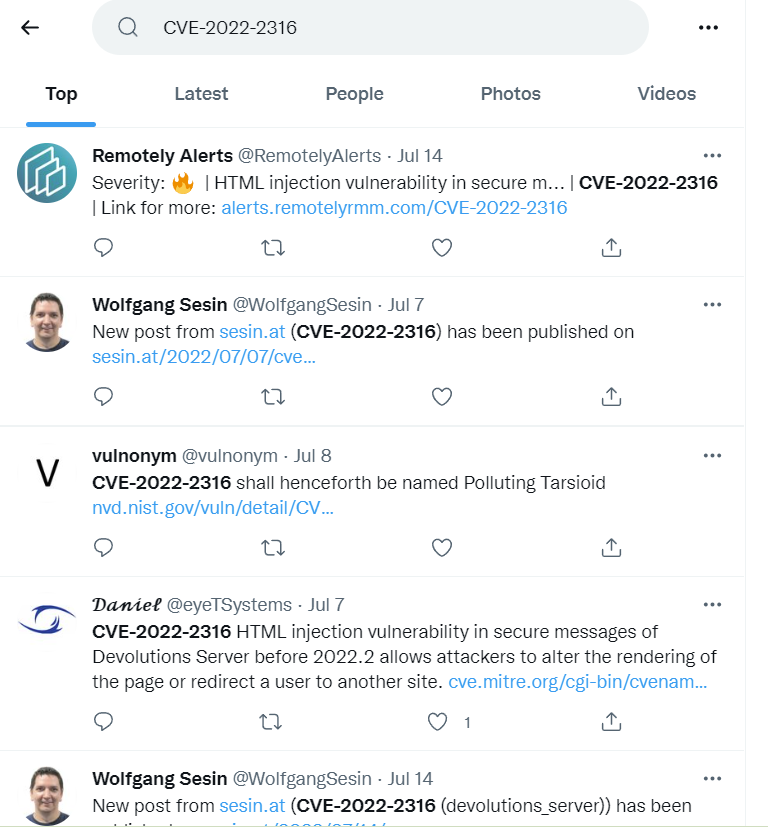 CVE-2022-2316
Top Latest People Photos Videos
Remotely Alerts @RemotelyAlerts · Jul 14
Severity: 🔥 | HTML injection vulnerability in secure m... | CVE-2022-2316
| Link for more: alerts.remotelyrmm.com/CVE-2022-2316
Wolfgang Sesin @WolfgangSesin · Jul 7
New post from sesin.at (CVE-2022-2316) has been published on
sesin.at/2022/07/07/cve...
V
vulnonym @vulnonym · Jul 8
CVE-2022-2316 shall henceforth be named Polluting Tarsioid
nvd.nist.gov/vuln/detail/CV...
𝓓𝓪𝓷𝓲𝓮𝓵 @eyeTSystems · Jul 7
CVE-2022-2316 HTML injection vulnerability in secure messages of
Devolutions Server before 2022.2 allows attackers to alter the rendering of
the page or redirect a user to another site. cve.mitre.org/cgi-bin/cvenam...
1
Wolfgang Sesin @WolfgangSesin · Jul 14
New post from sesin.at (CVE-2022-2316 (devolutions_server)) has been